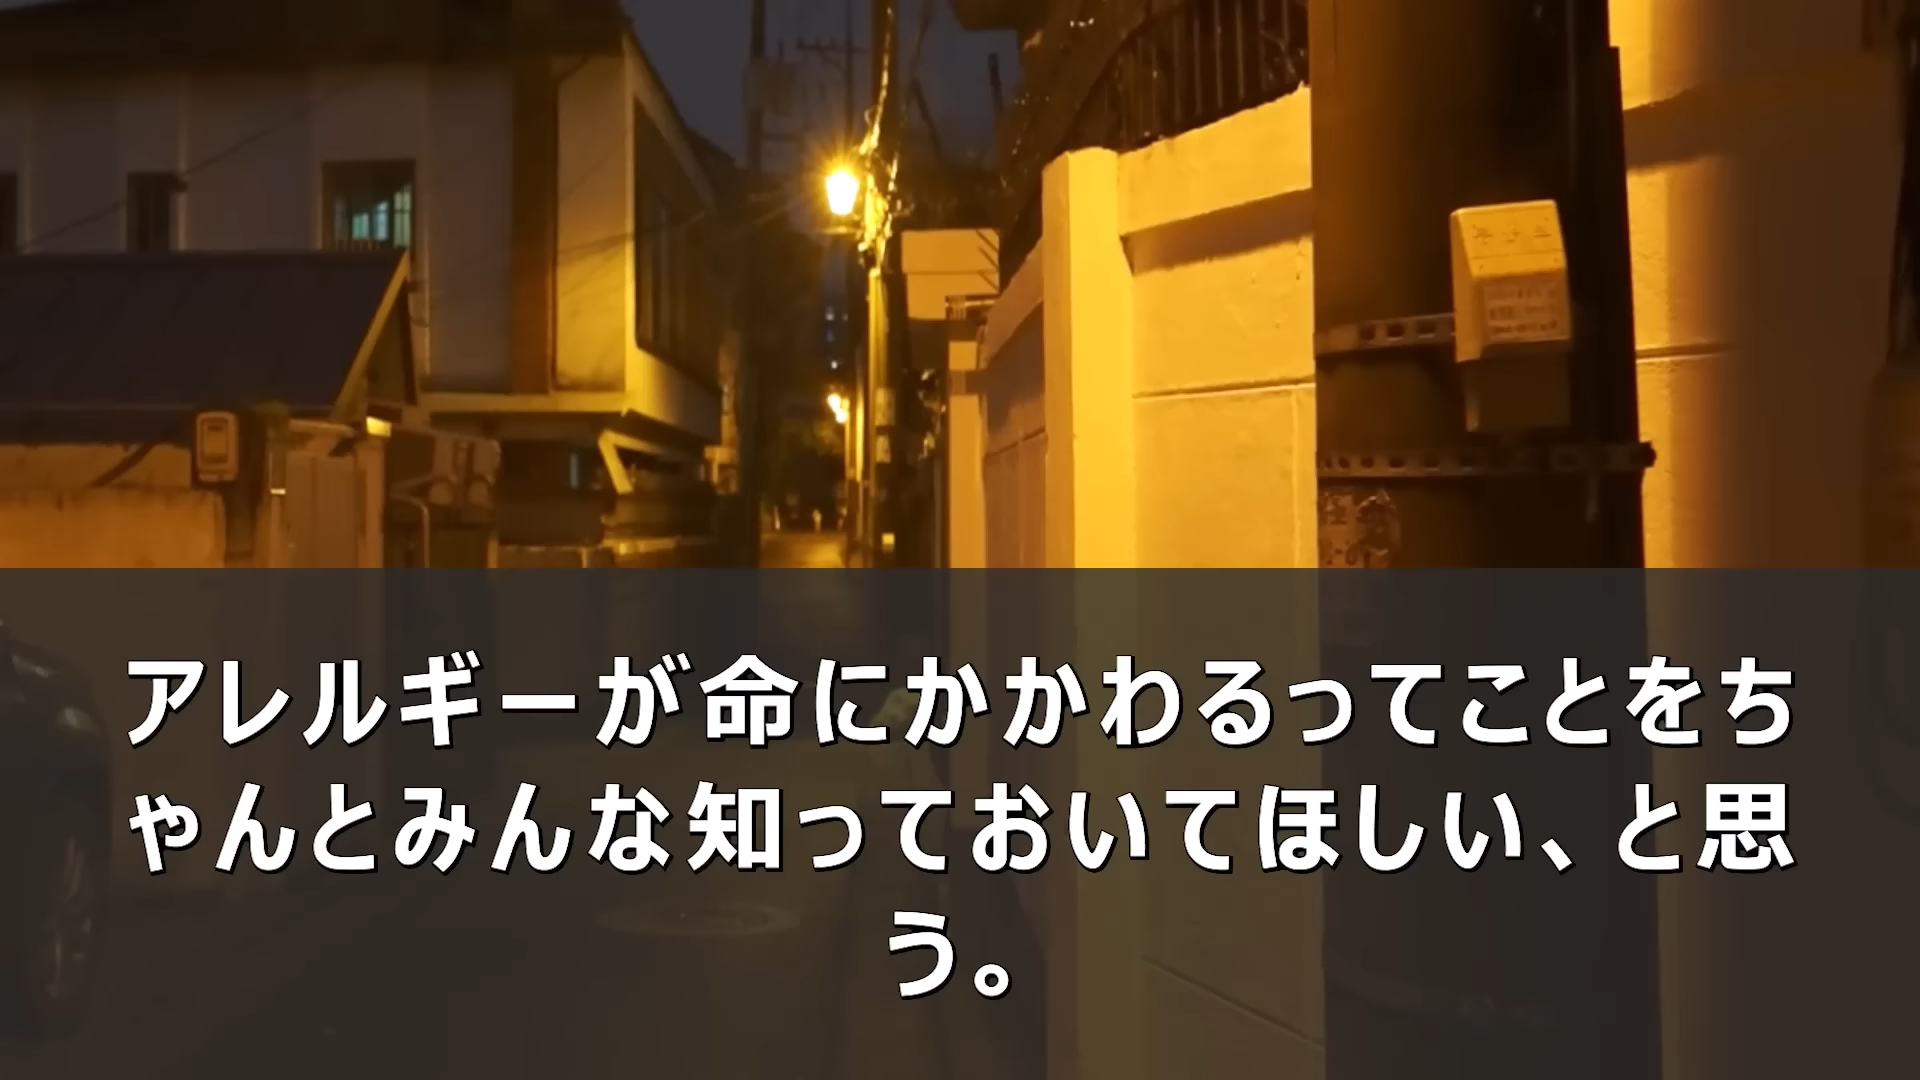 アレルギーが命にかかわるってことをち
ゃんとみんな知っておいてほしい、と思
う。